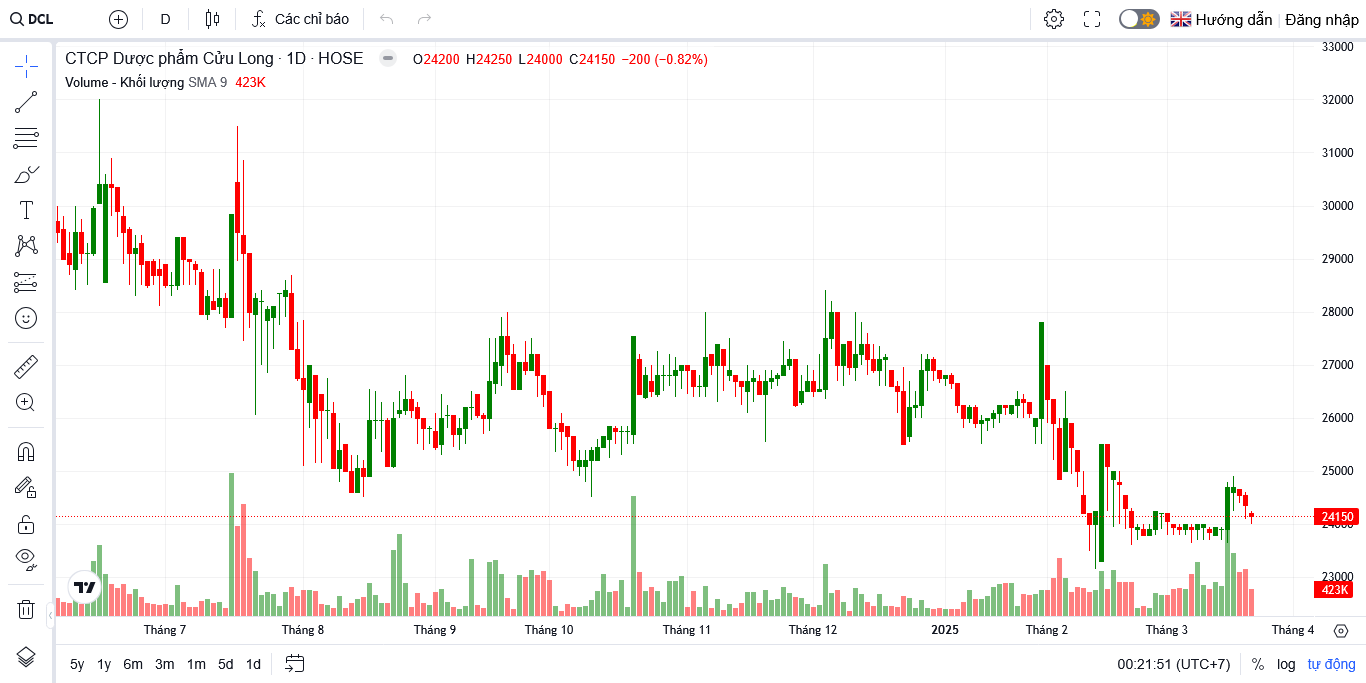 DCL D Các chỉ báo Hướng dẫn Đăng nhập
CTCP Dược phẩm Cửu Long · 1D · HOSE O24200 H24250 L24000 C24150 −200 (−0.82%)
Volume - Khối lượng SMA 9 423K
33000
32000
31000
30000
29000
28000
27000
26000
25000
24150
24000
23000
423K
Tháng 7 Tháng 8 Tháng 9 Tháng 10 Tháng 11 Tháng 12 2025 Tháng 2 Tháng 3 Tháng 4
5y 1y 6m 3m 1m 5d 1d 00:21:51 (UTC+7) % log tự động